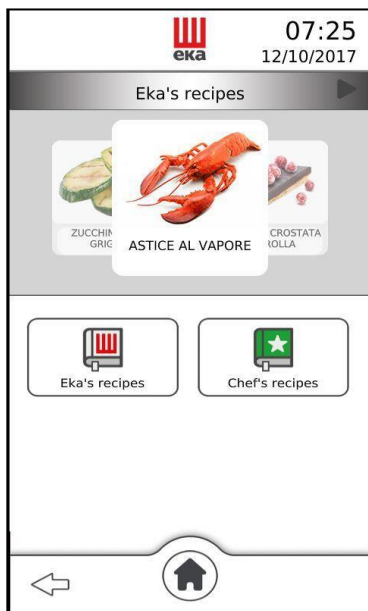 07:25
eka
12/10/2017
Eka's recipes
ZUCCHIN
GRIG
ASTICE AL VAPORE
CROSTATA
ROLLA
Eka's recipes
Chef's recipes